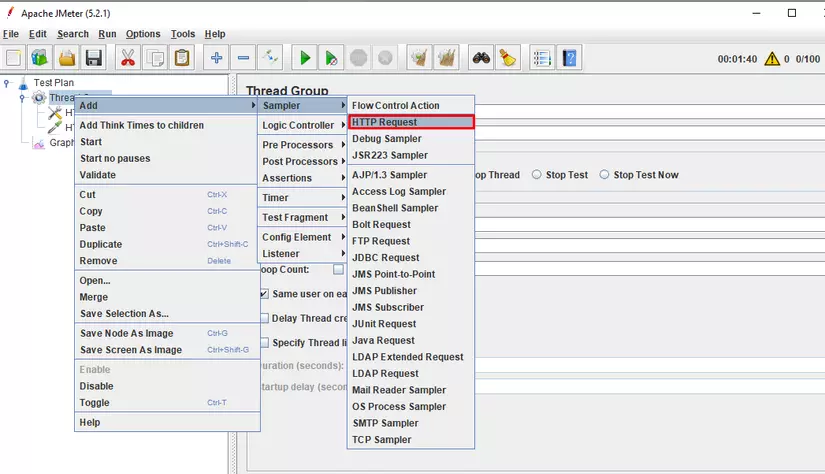 Apache JMeter (5.2.1)
File Edit Search Run Options Tools Help
00:01:40 0 0/100
Test Plan
Thread
HT
HT
Graph
Add
Add Think Times to children
Start
Start no pauses
Validate
Cut Ctrl-X
Copy Ctrl-C
Paste Ctrl-V
Duplicate Ctrl+Shift-C
Remove Delete
Open...
Merge
Save Selection As...
Save Node As Image Ctrl-G
Save Screen As Image Ctrl+Shift-G
Enable
Disable
Toggle Ctrl-T
Help
Sampler
Logic Controller
Pre Processors
Post Processors
Assertions
Timer
Test Fragment
Config Element
Listener
Flow Control Action
HTTP Request
Debug Sampler
JSR223 Sampler
AJP/1.3 Sampler
Access Log Sampler
BeanShell Sampler
Bolt Request
FTP Request
JDBC Request
JMS Point-to-Point
JMS Publisher
JMS Subscriber
JUnit Request
Java Request
LDAP Extended Request
LDAP Request
Mail Reader Sampler
OS Process Sampler
SMTP Sampler
TCP Sampler
Thread Group
op Thread Stop Test Stop Test Now
oop Count:
Same user on ea
Delay Thread cre
Specify Thread li
uration (seconds):
tartup delay (secon